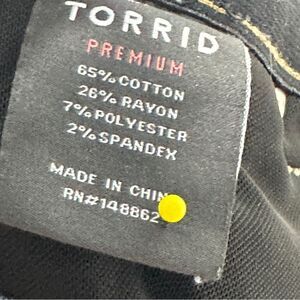 TORRID
PREMIUM
65% COTTON
26% RAYON
7% POLYESTER
2% SPANDEX
MADE IN CHIN
RN#148862